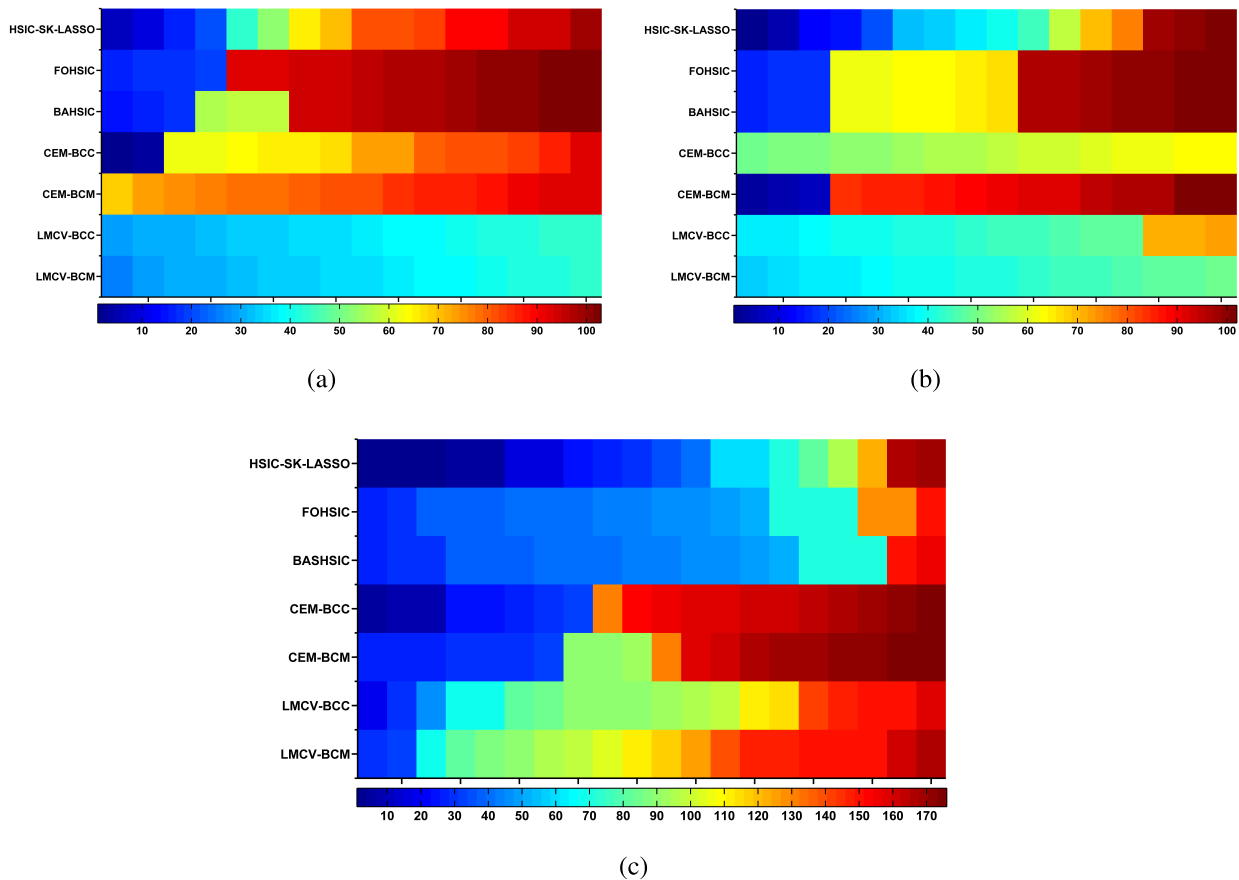 HSIC-SK-LASSO
FOHSIC
BAHSIC
CEM-BCC
CEM-BCM
LMCV-BCC
LMCV-BCM
10 20 30 40 50 60 70 80 90 100
(a)
HSIC-SK-LASSO
FOHSIC
BAHSIC
CEM-BCC
CEM-BCM
LMCV-BCC
LMCV-BCM
10 20 30 40 50 60 70 80 90 100
(b)
HSIC-SK-LASSO
FOHSIC
BASHSIC
CEM-BCC
CEM-BCM
LMCV-BCC
LMCV-BCM
10 20 30 40 50 60 70 80 90 100 110 120 130 140 150 160 170
(c)